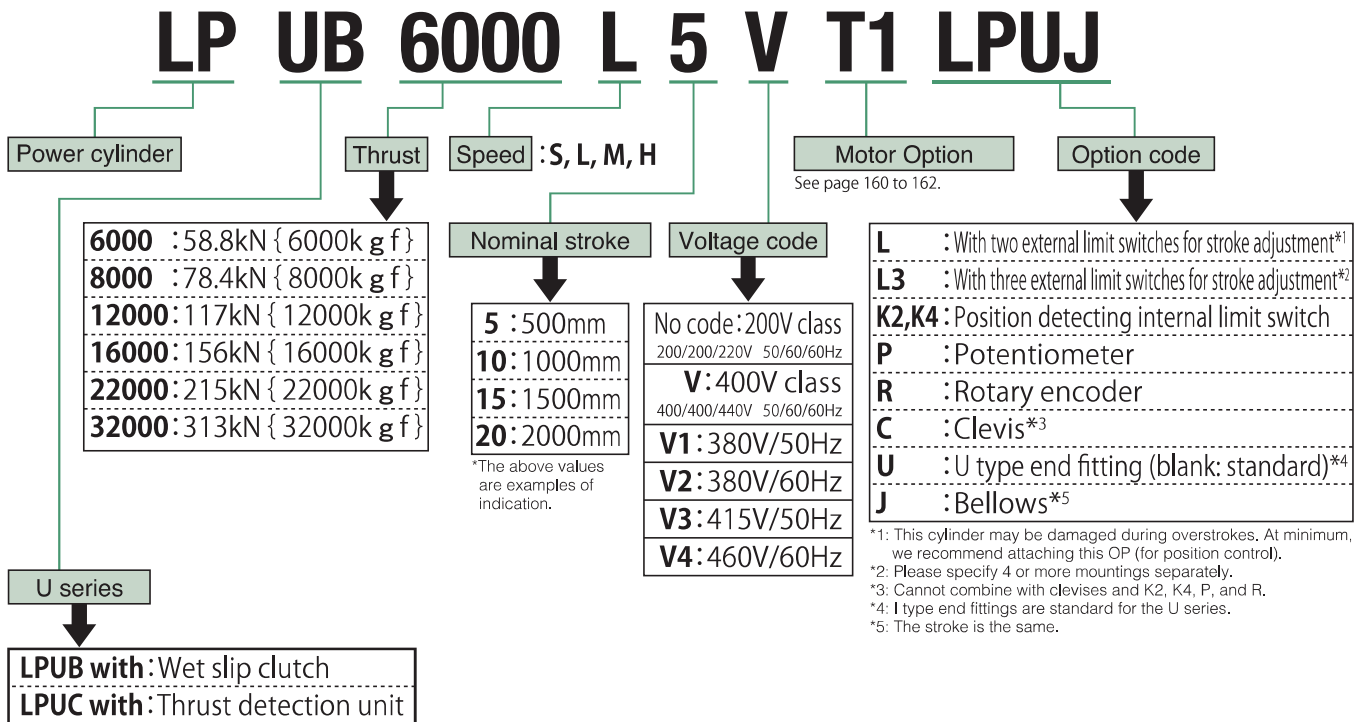 LP UB 6000 L 5 V T1 LPUJ
Power cylinder
Thrust
Speed : S, L, M, H
Motor Option
See page 160 to 162.
Option code
6000 : 58.8kN { 6000k g f }
8000 : 78.4kN { 8000k g f }
12000 : 117kN { 12000k g f }
16000 : 156kN { 16000k g f }
22000 : 215kN { 22000k g f }
32000 : 313kN { 32000k g f }
Nominal stroke
5 : 500mm
10 : 1000mm
15 : 1500mm
20 : 2000mm
*The above values
are examples of
indication.
Voltage code
No code : 200V class
200/200/220V 50/60/60Hz
V : 400V class
400/400/440V 50/60/60Hz
V1 : 380V/50Hz
V2 : 380V/60Hz
V3 : 415V/50Hz
V4 : 460V/60Hz
L : With two external limit switches for stroke adjustment*1
L3 : With three external limit switches for stroke adjustment*2
K2,K4 : Position detecting internal limit switch
P : Potentiometer
R : Rotary encoder
C : Clevis*3
U : U type end fitting (blank: standard)*4
J : Bellows*5
*1: This cylinder may be damaged during overstrokes. At minimum,
we recommend attaching this OP (for position control).
*2: Please specify 4 or more mountings separately.
*3: Cannot combine with clevises and K2, K4, P, and R.
*4: I type end fittings are standard for the U series.
*5: The stroke is the same.
U series
LPUB with : Wet slip clutch
LPUC with : Thrust detection unit